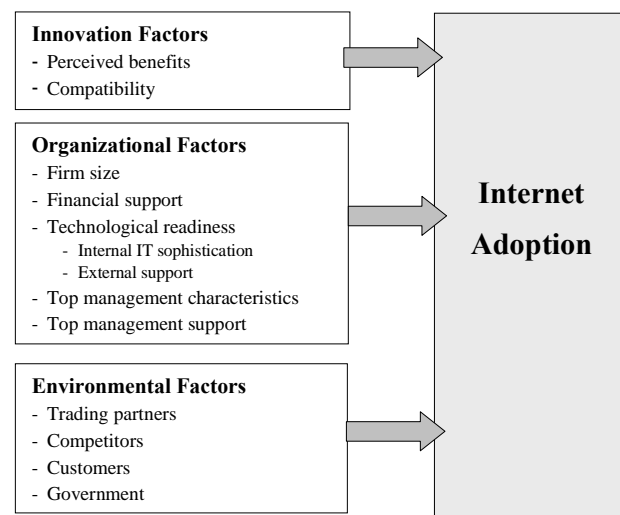 Innovation Factors
- Perceived benefits
- Compatibility
Organizational Factors
- Firm size
- Financial support
- Technological readiness
- Internal IT sophistication
- External support
- Top management characteristics
- Top management support
Environmental Factors
- Trading partners
- Competitors
- Customers
- Government
Internet
Adoption